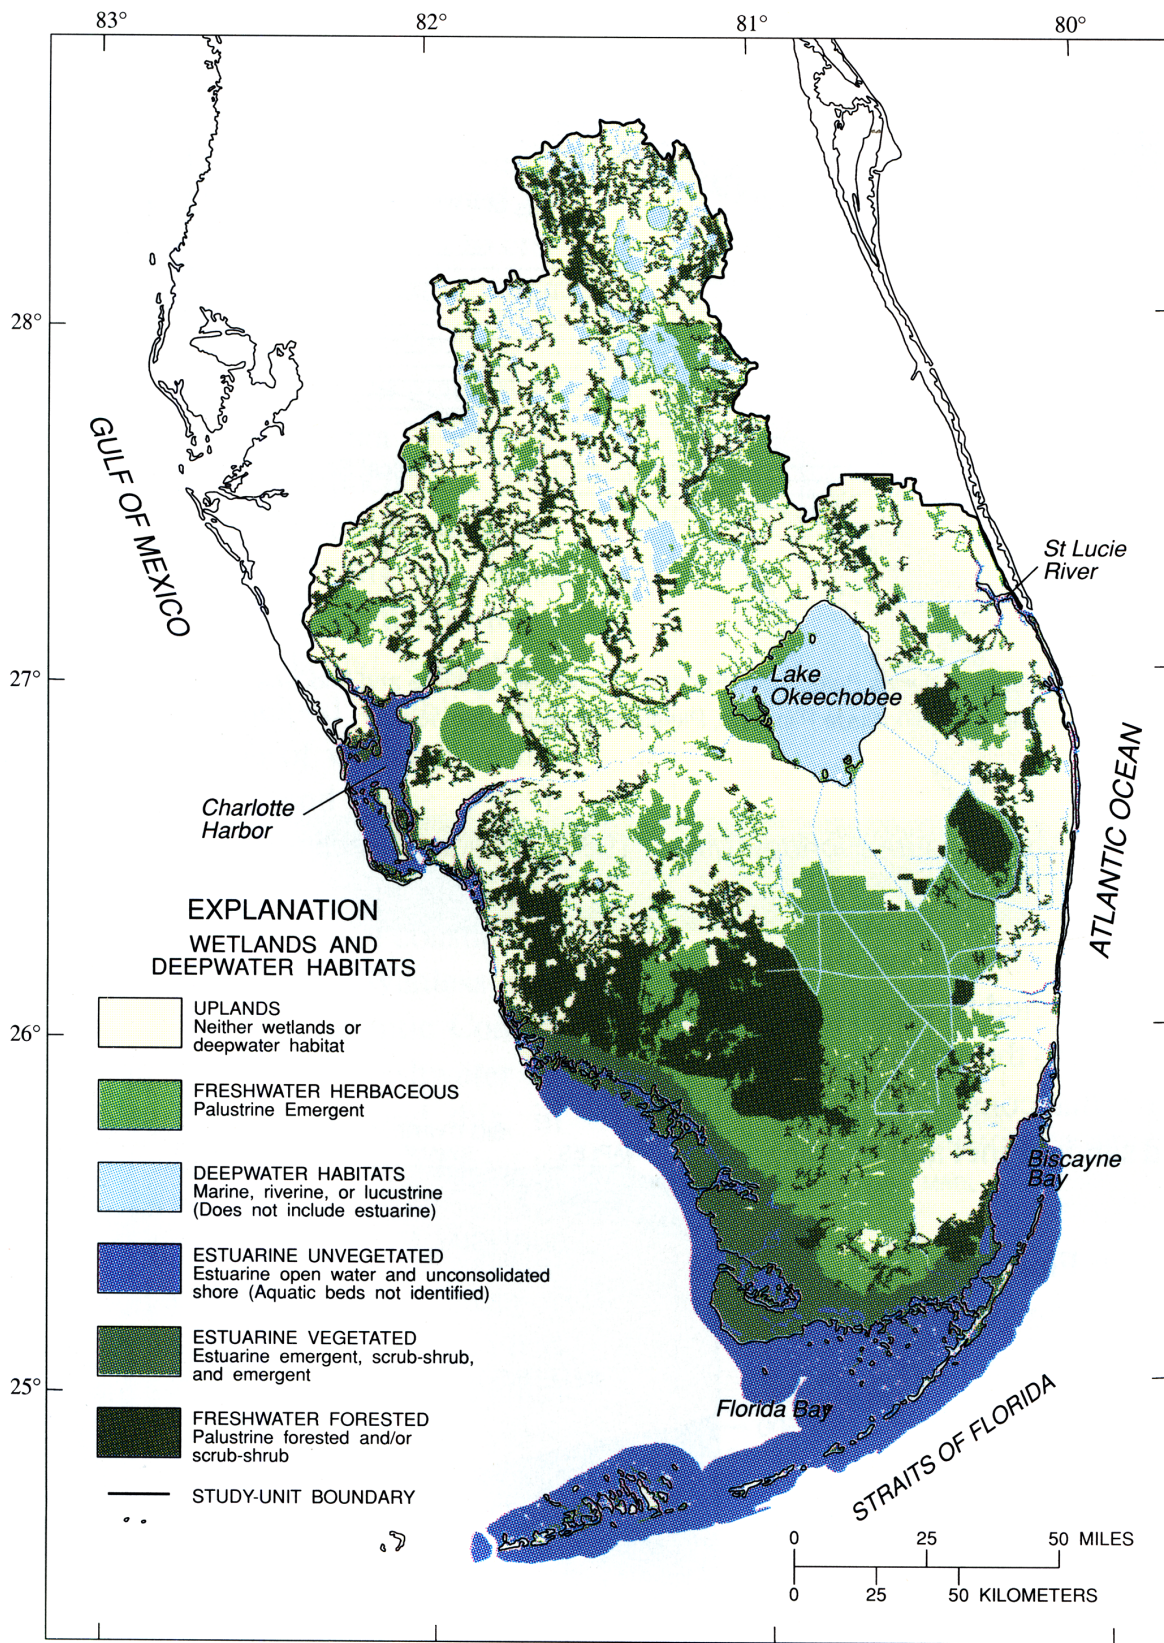 83°
82°
81°
80°
28°
27°
26°
25°
GULF OF MEXICO
St Lucie
River
Lake
Okeechobee
Charlotte
Harbor
ATLANTIC OCEAN
Biscayne
Bay
Florida Bay
STRAITS OF FLORIDA
EXPLANATION
WETLANDS AND
DEEPWATER HABITATS
UPLANDS
Neither wetlands or
deepwater habitat
FRESHWATER HERBACEOUS
Palustrine Emergent
DEEPWATER HABITATS
Marine, riverine, or lucustrine
(Does not include estuarine)
ESTUARINE UNVEGETATED
Estuarine open water and unconsolidated
shore (Aquatic beds not identified)
ESTUARINE VEGETATED
Estuarine emergent, scrub-shrub,
and emergent
FRESHWATER FORESTED
Palustrine forested and/or
scrub-shrub
STUDY-UNIT BOUNDARY
0 25 50 MILES
0 25 50 KILOMETERS